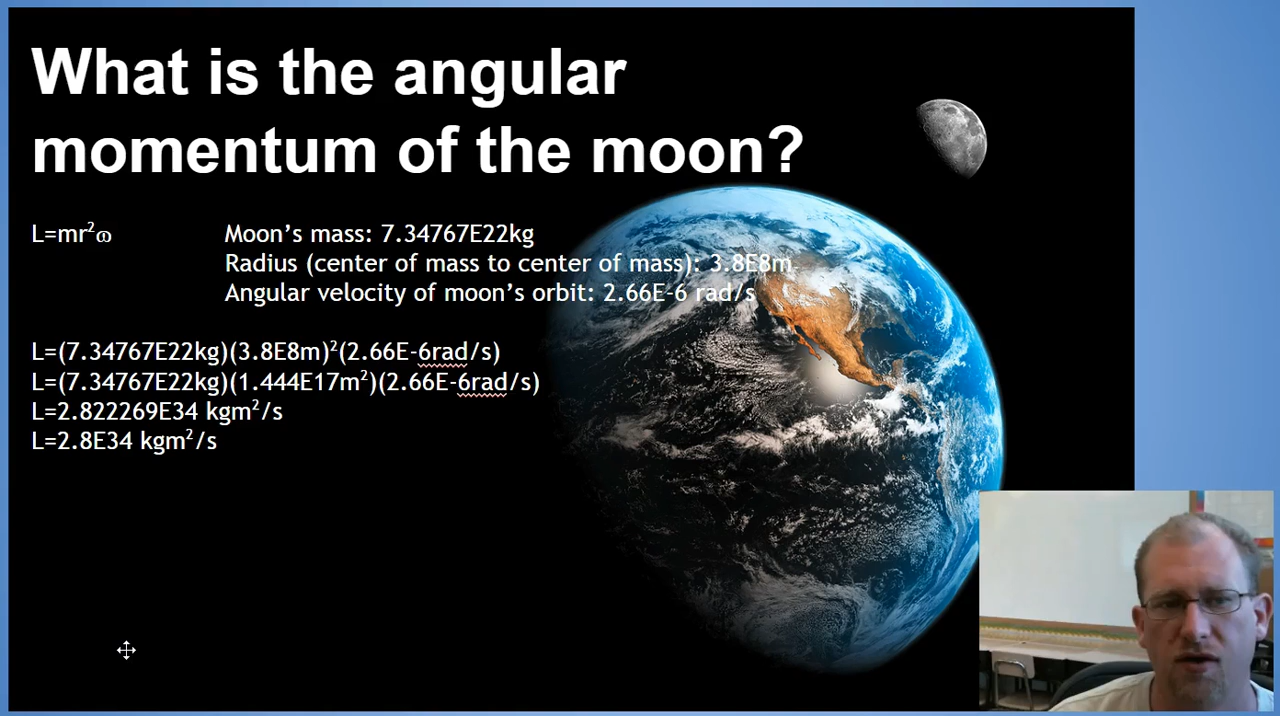 What is the angular
momentum of the moon?
L=mr²ω Moon's mass: 7.34767E22kg
Radius (center of mass to center of mass): 3.8E8m
Angular velocity of moon's orbit: 2.66E-6 rad/s
L=(7.34767E22kg)(3.8E8m)²(2.66E-6rad/s)
L=(7.34767E22kg)(1.444E17m²)(2.66E-6rad/s)
L=2.822269E34 kgm²/s
L=2.8E34 kgm²/s